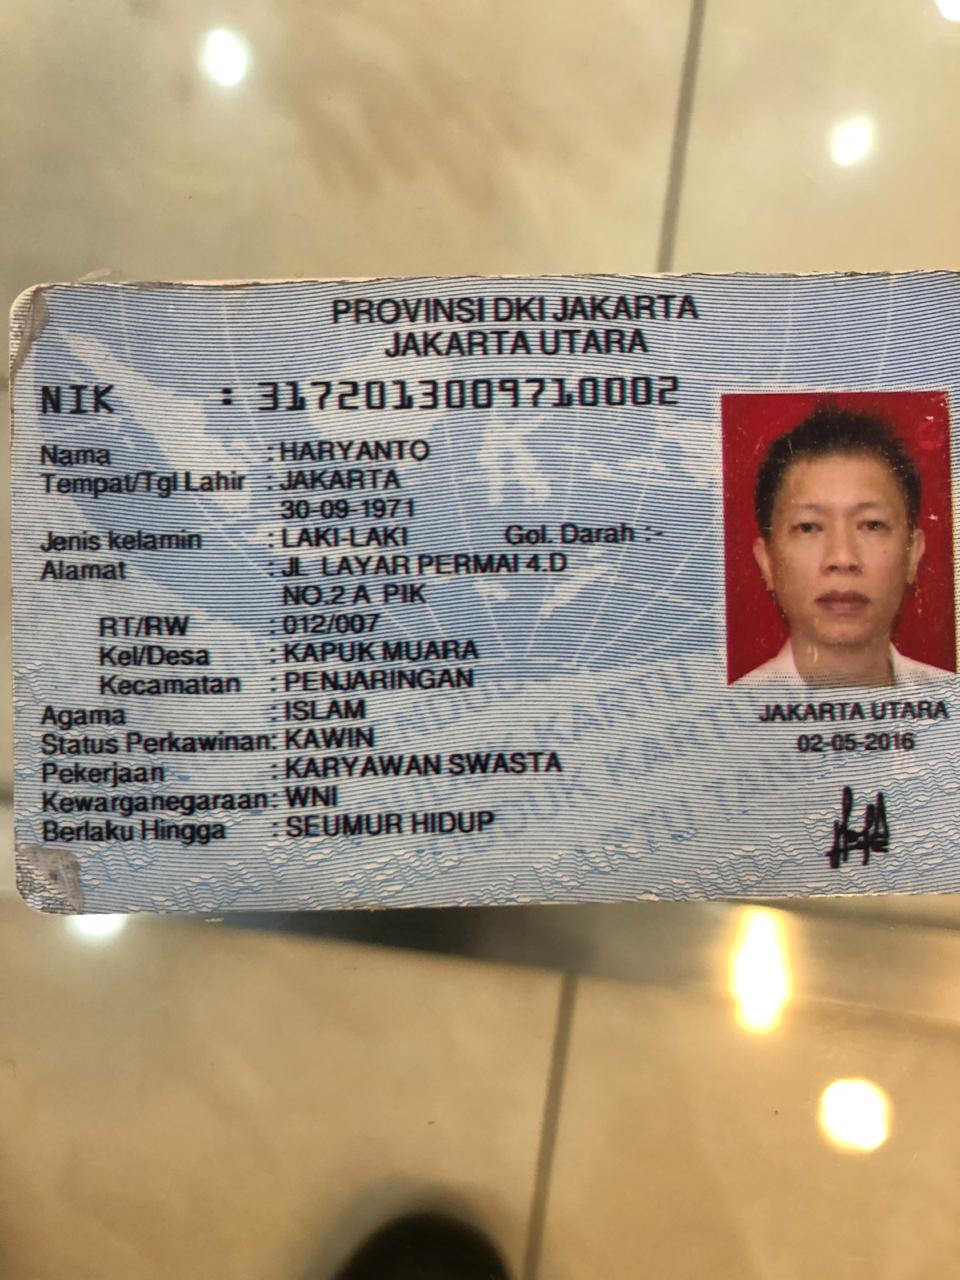 PROVINSI DKI JAKARTA
JAKARTA UTARA
NIK : 3172013009710002
Nama : HARYANTO
Tempat/Tgl Lahir : JAKARTA
30-09-1971
Jenis kelamin : LAKI-LAKI Gol. Darah :-
Alamat : JL LAYAR PERMAI 4.D
NO.2 A PIK
RT/RW : 012/007
Kel/Desa : KAPUK MUARA
Kecamatan : PENJARINGAN
Agama : ISLAM
Status Perkawinan: KAWIN
Pekerjaan : KARYAWAN SWASTA
Kewarganegaraan: WNI
Berlaku Hingga : SEUMUR HIDUP
JAKARTA UTARA
02-05-2016